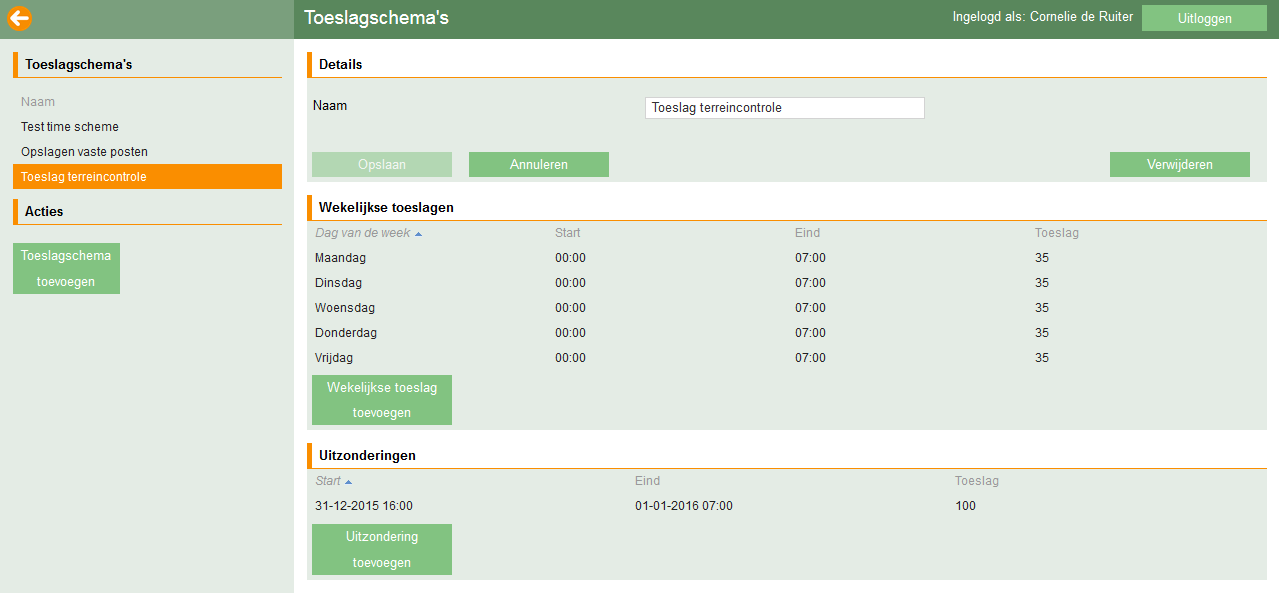 Toeslagschema's
Ingelogd als: Cornelie de Ruiter
Uitloggen
Toeslagschema's
Naam
Test time scheme
Opslagen vaste posten
Toeslag terreincontrole
Acties
Toeslagschema
toevoegen
Details
Naam
Toeslag terreincontrole
Opslaan
Annuleren
Verwijderen
Wekelijkse toeslagen
Dag van de week Start Eind Toeslag
Maandag 00:00 07:00 35
Dinsdag 00:00 07:00 35
Woensdag 00:00 07:00 35
Donderdag 00:00 07:00 35
Vrijdag 00:00 07:00 35
Wekelijkse toeslag
toevoegen
Uitzonderingen
Start Eind Toeslag
31-12-2015 16:00 01-01-2016 07:00 100
Uitzondering
toevoegen